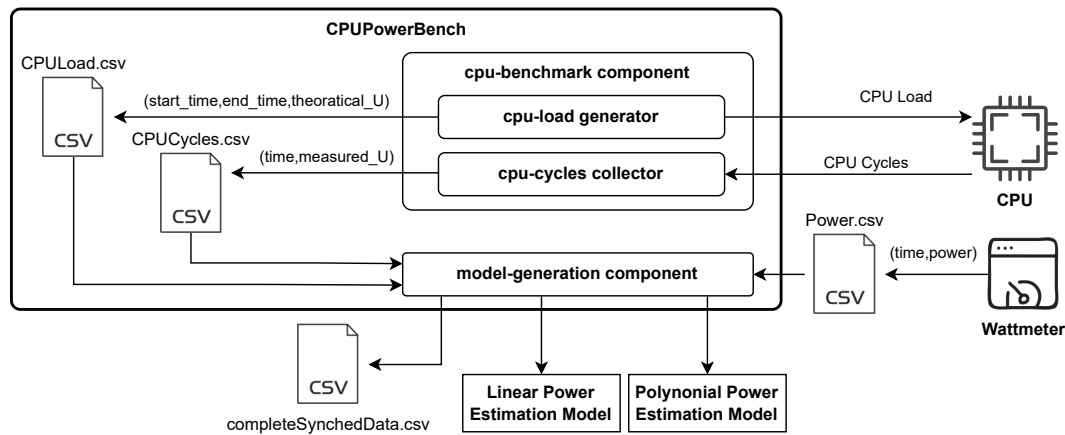 CPUPowerBench
CPULoad.csv
cpu-benchmark component
(start_time,end_time,theoratical_U)
cpu-load generator
CPU Load
CSV
CPUCycles.csv
(time,measured_U)
cpu-cycles collector
CPU Cycles
CPU
CSV
Power.csv
(time,power)
model-generation component
CSV
Wattmeter
CSV
Linear Power
Estimation Model
Polynonial Power
Estimation Model
completeSynchedData.csv